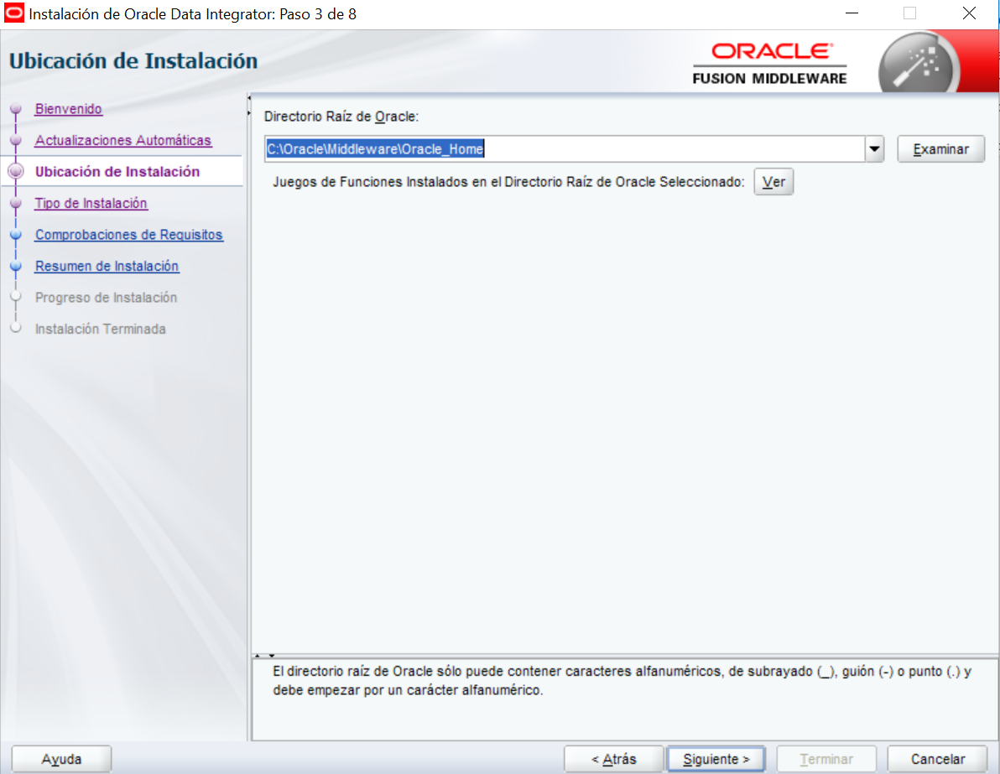 Instalación de Oracle Data Integrator: Paso 3 de 8
Ubicación de Instalación
ORACLE
FUSION MIDDLEWARE
Bienvenido
Actualizaciones Automáticas
Ubicación de Instalación
Tipo de Instalación
Comprobaciones de Requisitos
Resumen de Instalación
Progreso de Instalación
Instalación Terminada
Directorio Raíz de Oracle:
C:\Oracle\Middleware\Oracle_Home
Examinar
Juegos de Funciones Instalados en el Directorio Raíz de Oracle Seleccionado: Ver
El directorio raíz de Oracle sólo puede contener caracteres alfanuméricos, de subrayado (_), guión (-) o punto (.) y
debe empezar por un carácter alfanumérico.
Ayuda
< Atrás
Siguiente >
Terminar
Cancelar